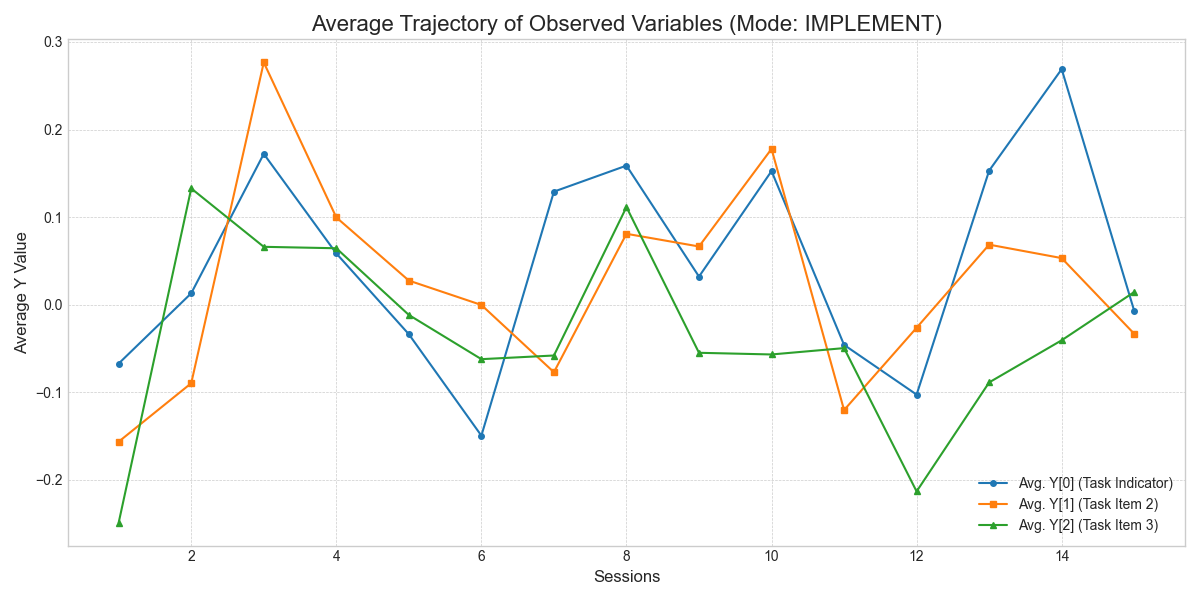 Average Trajectory of Observed Variables (Mode: IMPLEMENT)
Average Y Value
0.3
0.2
0.1
0.0
−0.1
−0.2
2 4 6 8 10 12 14
Sessions
Avg. Y[0] (Task Indicator)
Avg. Y[1] (Task Item 2)
Avg. Y[2] (Task Item 3)